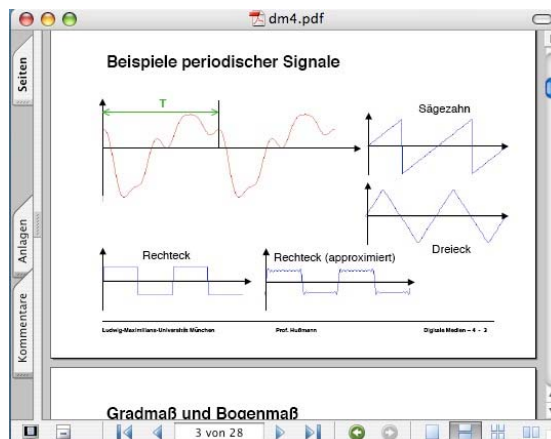 dm4.pdf
Seiten
Anlagen
Kommentare
Beispiele periodischer Signale
T
Sägezahn
Dreieck
Rechteck
Rechteck (approximiert)
Ludwig-Maximilians-Universität München Prof. Hußmann Digitale Medien – 4 - 3
Gradmaß und Bogenmaß
3 von 28